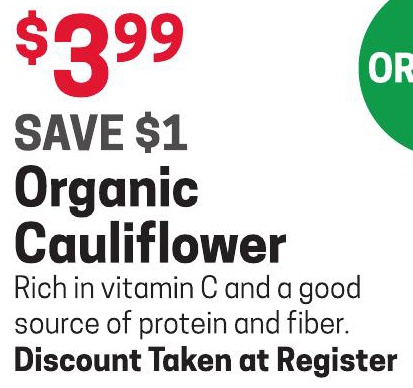 $3.99
SAVE $1
Organic
Cauliflower
Rich in vitamin C and a good
source of protein and fiber.
Discount Taken at Register